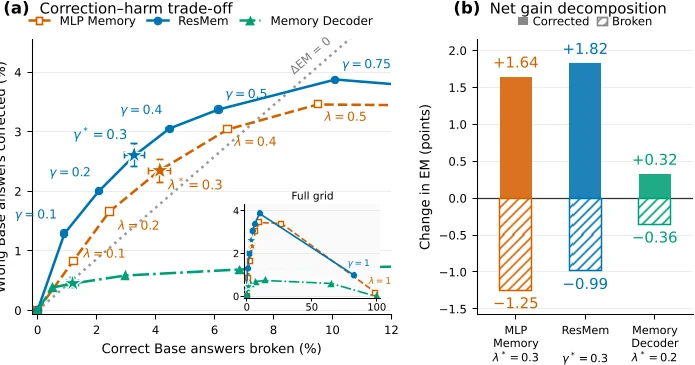 (a) Correction–harm trade-off
MLP Memory ResMem Memory Decoder
Wrong Base answers corrected (%)
4
3
2
1
0
0 2 4 6 8 10 12
Correct Base answers broken (%)
ΔEM = 0
γ = 0.75
γ = 0.5
γ = 0.4
γ* = 0.3
γ = 0.2
γ = 0.1
λ = 0.5
λ = 0.4
λ* = 0.3
λ = 0.2
λ = 0.1
Full grid
4
2
0
0 50 100
γ = 1
λ = 1
(b) Net gain decomposition
Corrected Broken
Change in EM (points)
2.0
1.5
1.0
0.5
0.0
−0.5
−1.0
−1.5
+1.64
+1.82
+0.32
−1.25
−0.99
−0.36
MLP
Memory
λ* = 0.3
ResMem
γ* = 0.3
Memory
Decoder
λ* = 0.2